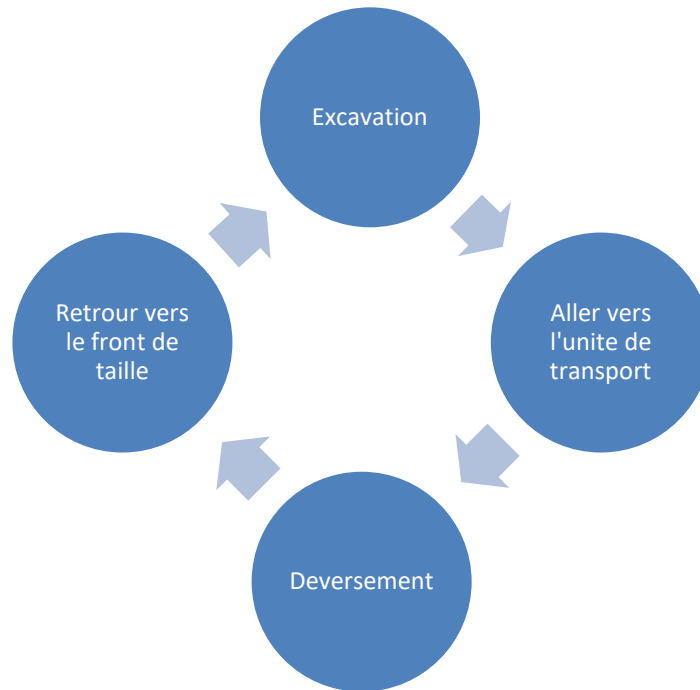 Excavation
Aller vers
l'unite de
transport
Deversement
Retrour vers
le front de
taille